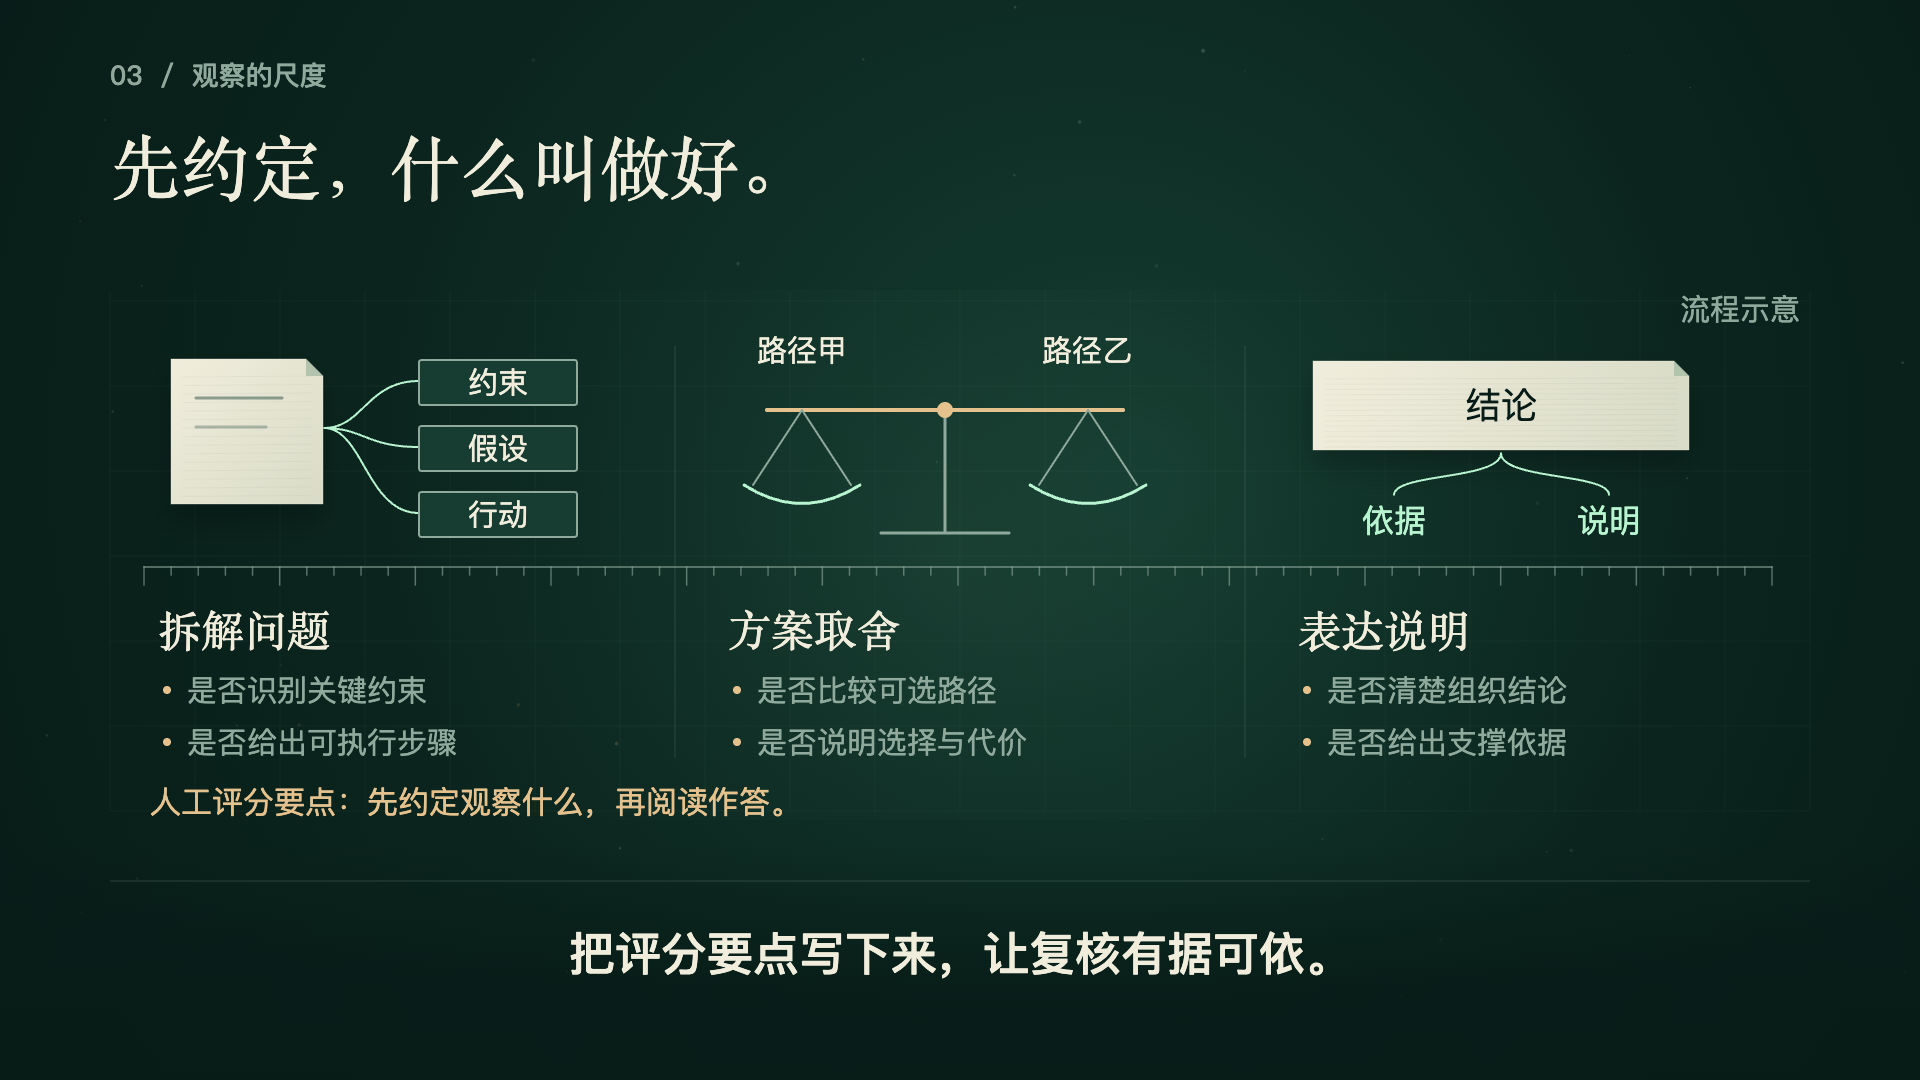 03 / 观察的尺度
先约定，什么叫做好。
流程示意
约束
假设
行动
路径甲
路径乙
结论
依据
说明
拆解问题
• 是否识别关键约束
• 是否给出可执行步骤
方案取舍
• 是否比较可选路径
• 是否说明选择与代价
表达说明
• 是否清楚组织结论
• 是否给出支撑依据
人工评分要点：先约定观察什么，再阅读作答。
把评分要点写下来，让复核有据可依。